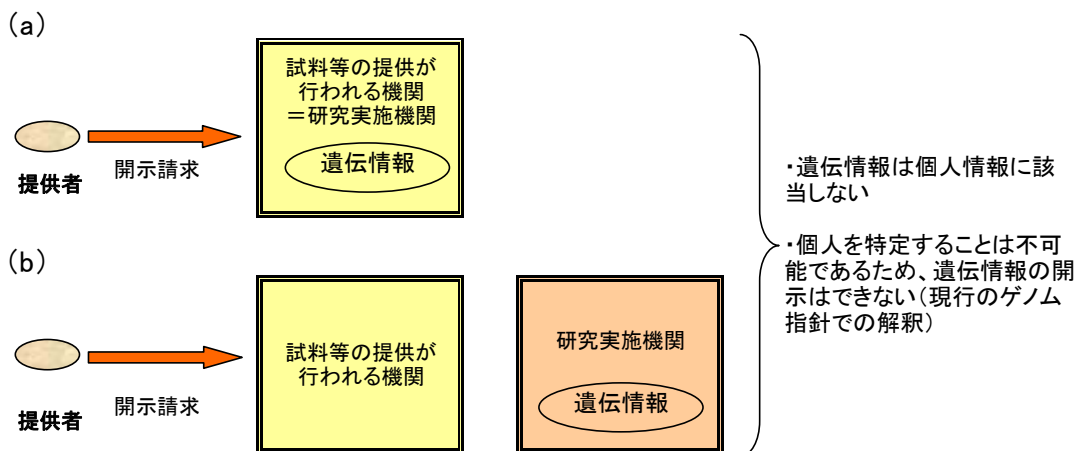 (a)
試料等の提供が
行われる機関
＝研究実施機関
遺伝情報
提供者
開示請求
(b)
試料等の提供が
行われる機関
研究実施機関
遺伝情報
提供者
開示請求
・遺伝情報は個人情報に該
当しない
・個人を特定することは不可
能であるため、遺伝情報の開
示はできない（現行のゲノム
指針での解釈）